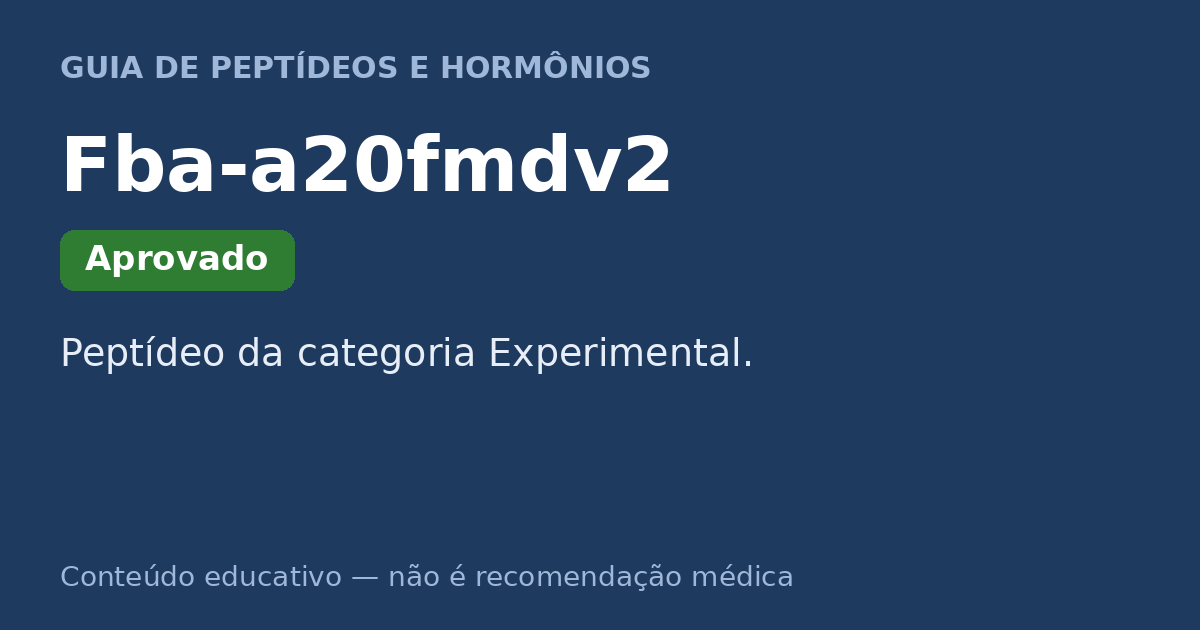 GUIA DE PEPTÍDEOS E HORMÔNIOS
Fba-a20fmdv2
Aprovado
Peptídeo da categoria Experimental.
Conteúdo educativo — não é recomendação médica